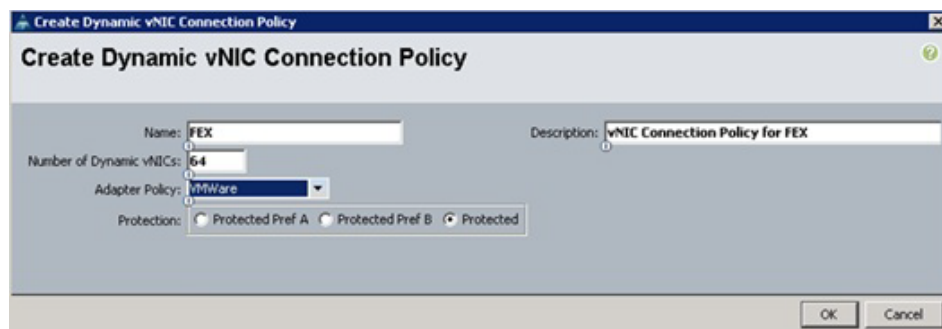 Create Dynamic vNIC Connection Policy
Create Dynamic vNIC Connection Policy
Name: FEX
Description: vNIC Connection Policy for FEX
Number of Dynamic vNICs: 64
Adapter Policy: VMWare
Protection: Protected Pref A Protected Pref B Protected
OK Cancel